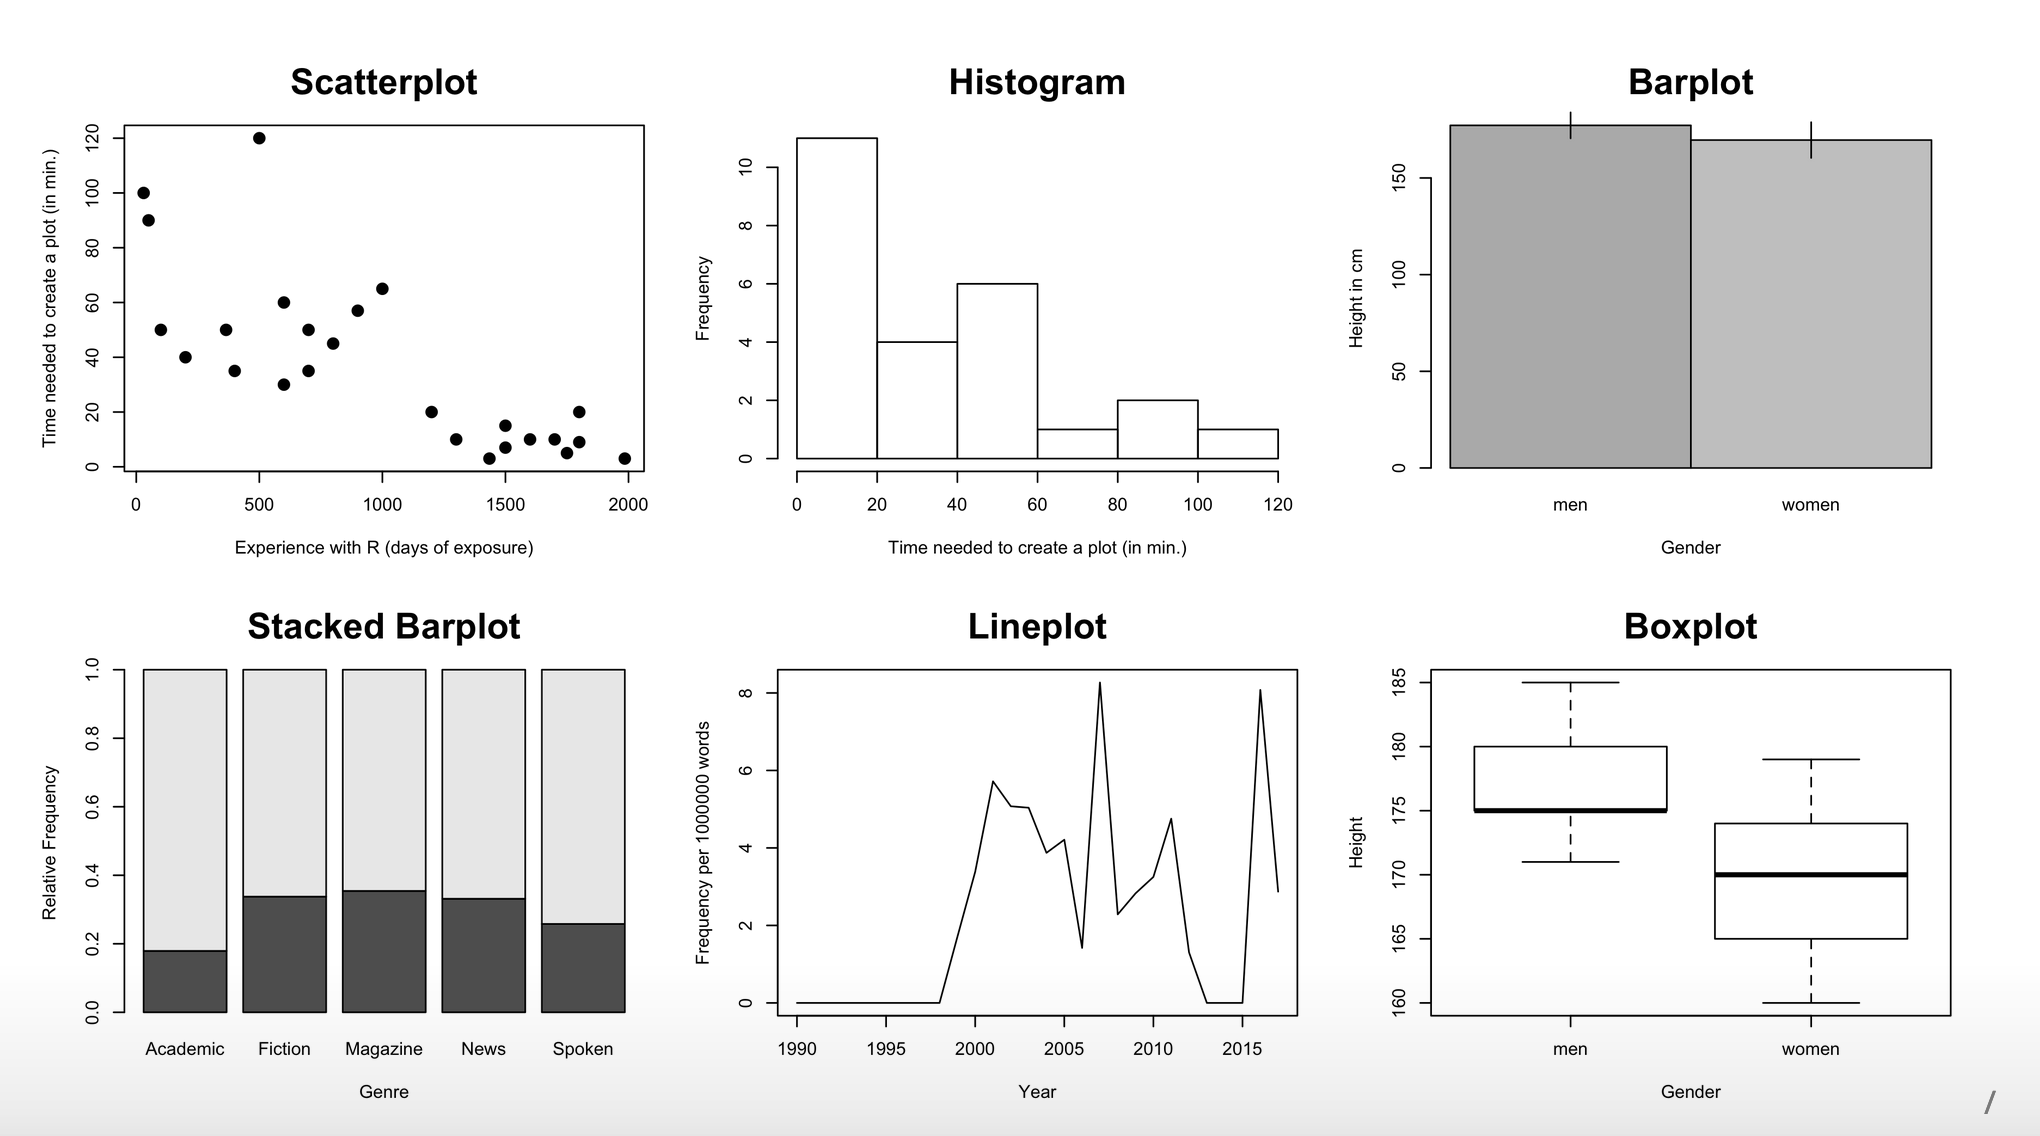 Scatterplot
Time needed to create a plot (in min.)
120
100
80
60
40
20
0
0 500 1000 1500 2000
Experience with R (days of exposure)
Histogram
Frequency
10
8
6
4
2
0
0 20 40 60 80 100 120
Time needed to create a plot (in min.)
Barplot
Height in cm
150
100
50
0
men women
Gender
Stacked Barplot
Relative Frequency
1.0
0.8
0.6
0.4
0.2
0.0
Academic Fiction Magazine News Spoken
Genre
Lineplot
Frequency per 1000000 words
8
6
4
2
0
1990 1995 2000 2005 2010 2015
Year
Boxplot
Height
185
180
175
170
165
160
men women
Gender
/